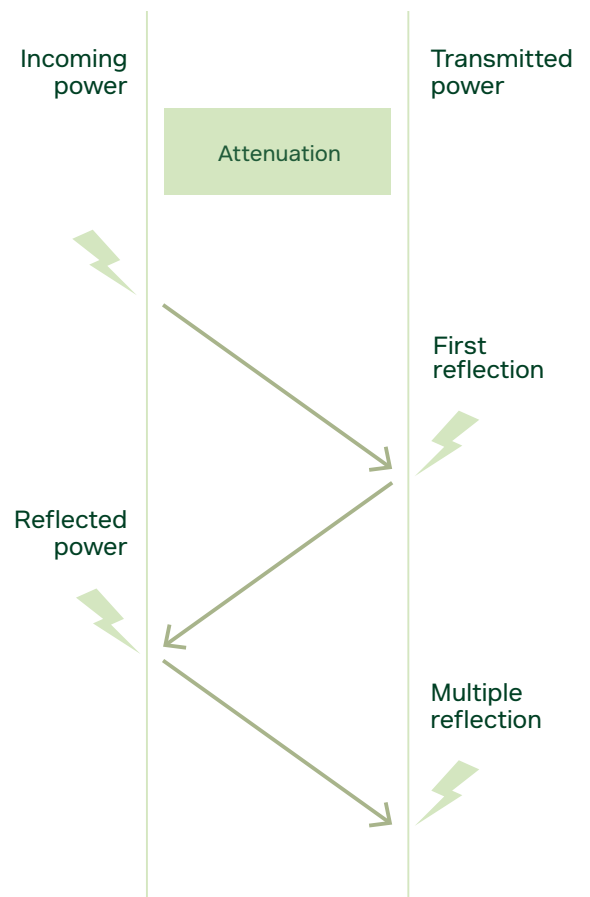 Incoming
power
Transmitted
power
Attenuation
First
reflection
Reflected
power
Multiple
reflection